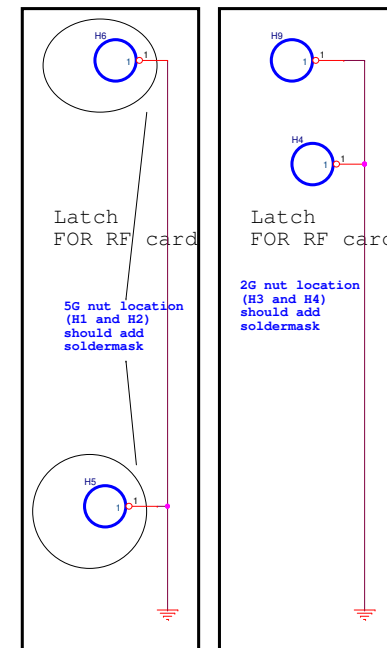 H6
1 1
Latch
FOR RF card
5G nut location
(H1 and H2)
should add
soldermask
H5
1 1
H9
1 1
H4
1 1
Latch
FOR RF card
2G nut location
(H3 and H4)
should add
soldermask